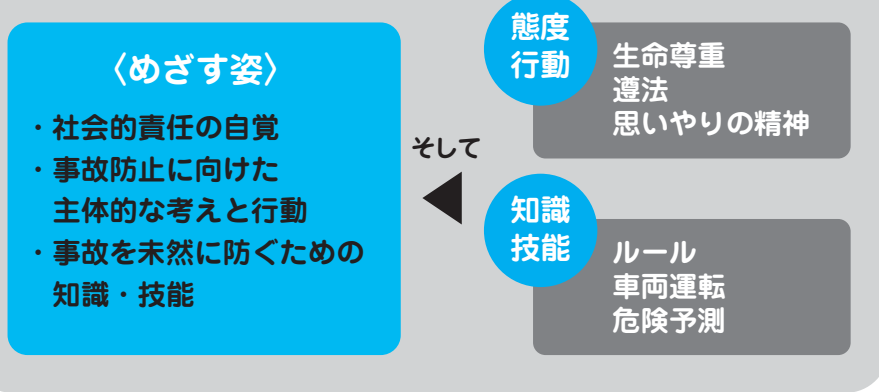 〈めざす姿〉
・社会的責任の自覚
・事故防止に向けた
主体的な考えと行動
・事故を未然に防ぐための
知識・技能
そして
態度
行動
生命尊重
遵法
思いやりの精神
知識
技能
ルール
車両運転
危険予測